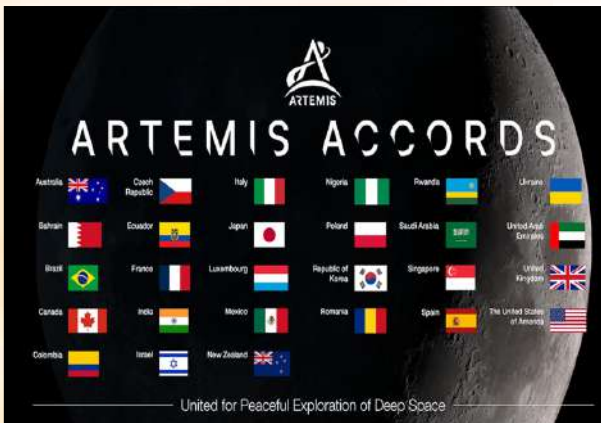 ARTEMIS
ARTEMIS ACCORDS
Australia
Czech
Republic
Italy
Nigeria
Rwanda
Ukraine
Bahrain
Ecuador
Japan
Poland
Saudi Arabia
United Arab
Emirates
Brazil
France
Luxembourg
Republic of
Korea
Singapore
United
Kingdom
Canada
India
Mexico
Romania
Spain
The United States
of America
Colombia
Israel
New Zealand
United for Peaceful Exploration of Deep Space